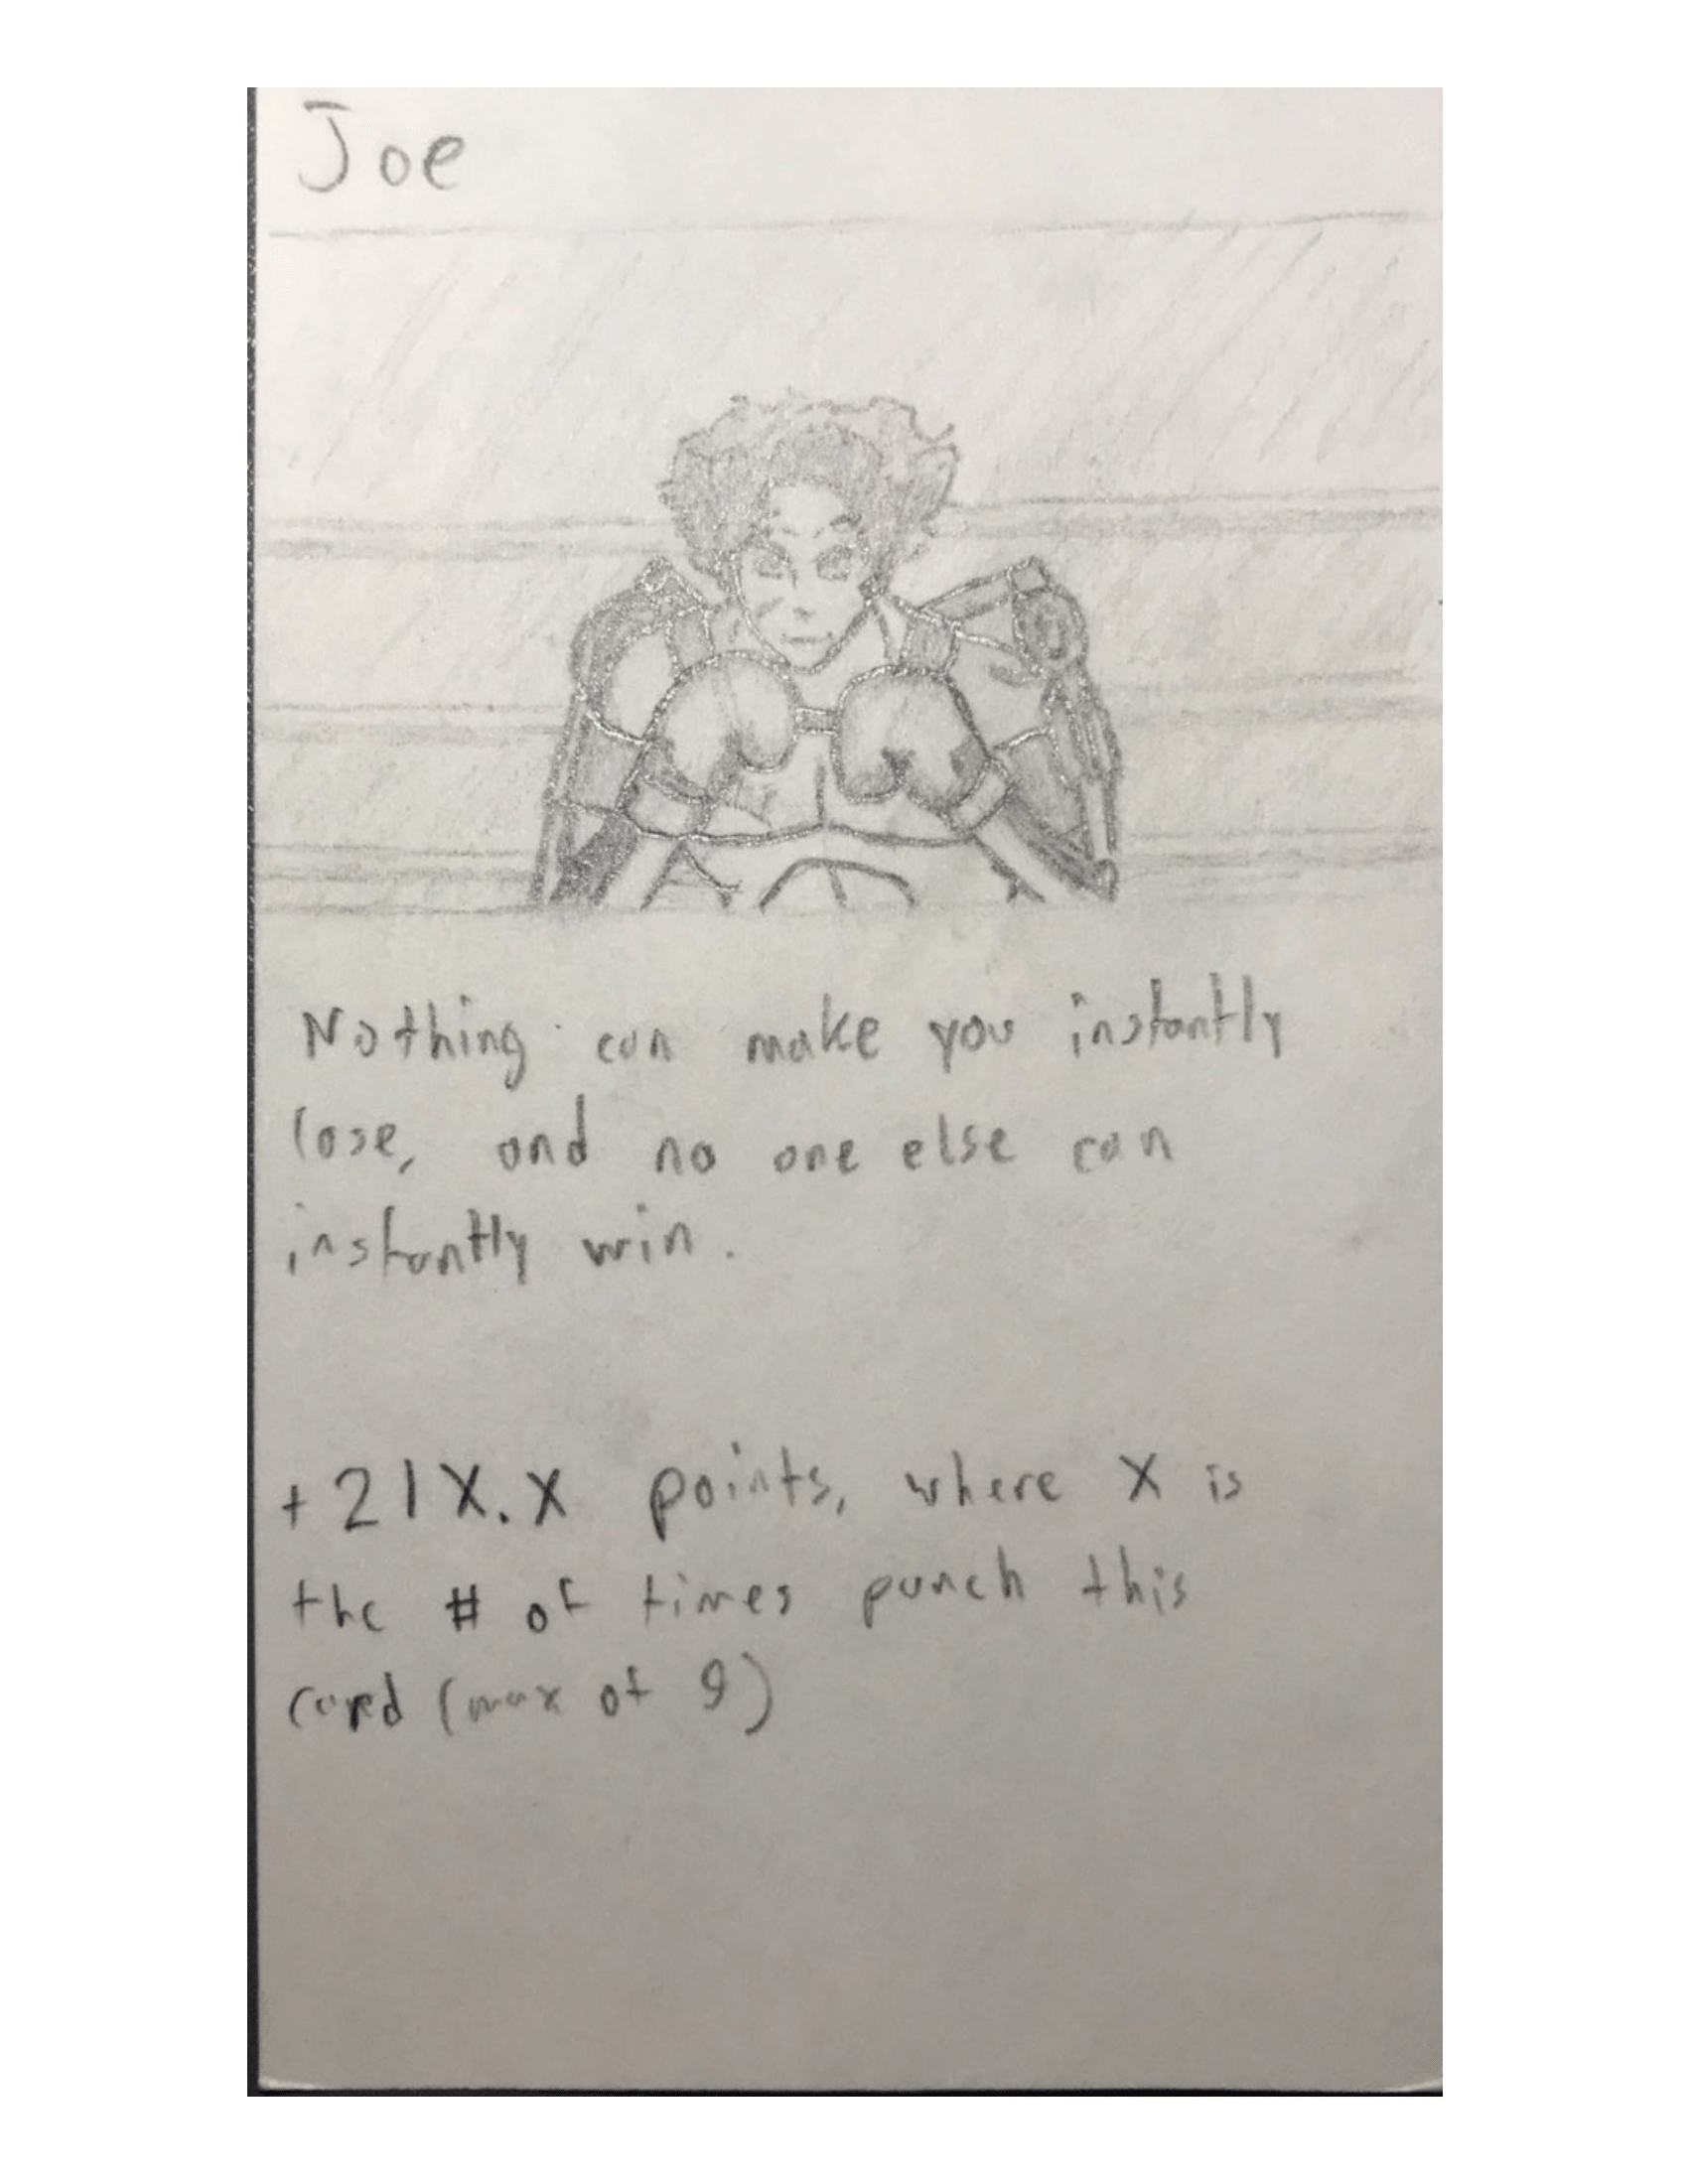 Joe
Nothing can make you instantly
lose, and no one else can
instantly win.
+21X.X points, where X is
the # of times punch this
card (max of 9)